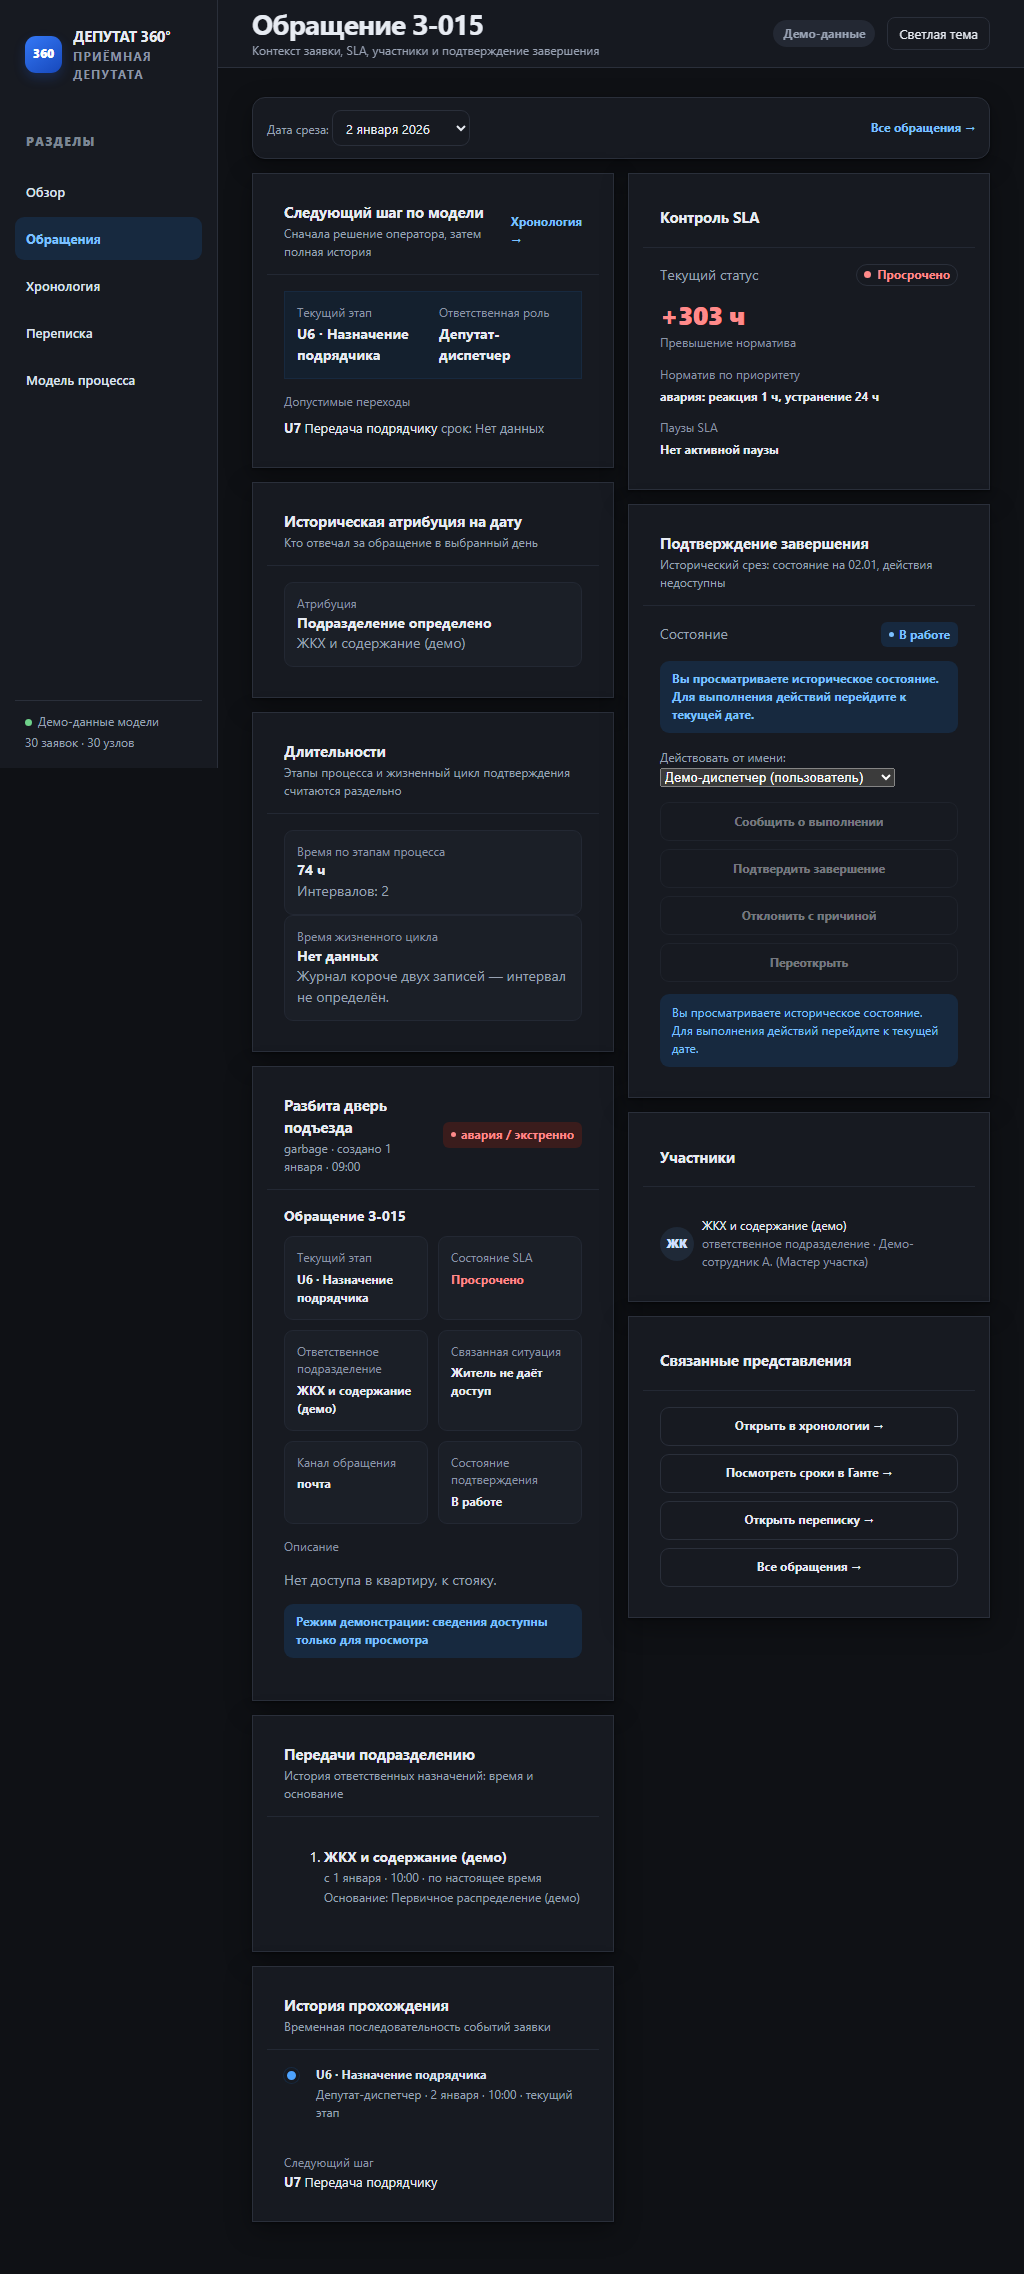 360
ДЕПУТАТ 360°
ПРИЁМНАЯ
ДЕПУТАТА
РАЗДЕЛЫ
Обзор
Обращения
Хронология
Переписка
Модель процесса
Демо-данные модели
30 заявок · 30 узлов
Обращение 3-015
Контекст заявки, SLA, участники и подтверждение завершения
Демо-данные
Светлая тема
Дата среза:
2 января 2026
Все обращения →
Следующий шаг по модели
Сначала решение оператора, затем
полная история
Хронология
→
Текущий этап
U6 · Назначение
подрядчика
Ответственная роль
Депутат-
диспетчер
Допустимые переходы
U7 Передача подрядчику срок: Нет данных
Историческая атрибуция на дату
Кто отвечал за обращение в выбранный день
Атрибуция
Подразделение определено
ЖКХ и содержание (демо)
Длительности
Этапы процесса и жизненный цикл подтверждения
считаются раздельно
Время по этапам процесса
74 ч
Интервалов: 2
Время жизненного цикла
Нет данных
Журнал короче двух записей — интервал
не определён.
Разбита дверь
подъезда
garbage · создано 1
января · 09:00
авария / экстренно
Обращение 3-015
Текущий этап
U6 · Назначение
подрядчика
Состояние SLA
Просрочено
Ответственное
подразделение
ЖКХ и содержание
(демо)
Связанная ситуация
Житель не даёт
доступ
Канал обращения
почта
Состояние
подтверждения
В работе
Описание
Нет доступа в квартиру, к стояку.
Режим демонстрации: сведения доступны
только для просмотра
Передачи подразделению
История ответственных назначений: время и
основание
1. ЖКХ и содержание (демо)
с 1 января · 10:00 · по настоящее время
Основание: Первичное распределение (демо)
История прохождения
Временная последовательность событий заявки
U6 · Назначение подрядчика
Депутат-диспетчер · 2 января · 10:00 · текущий
этап
Следующий шаг
U7 Передача подрядчику
Контроль SLA
Текущий статус
Просрочено
+303 ч
Превышение норматива
Норматив по приоритету
авария: реакция 1 ч, устранение 24 ч
Паузы SLA
Нет активной паузы
Подтверждение завершения
Исторический срез: состояние на 02.01, действия
недоступны
Состояние
В работе
Вы просматриваете историческое состояние.
Для выполнения действий перейдите к
текущей дате.
Действовать от имени:
Демо-диспетчер (пользователь)
Сообщить о выполнении
Подтвердить завершение
Отклонить с причиной
Переоткрыть
Вы просматриваете историческое состояние.
Для выполнения действий перейдите к текущей
дате.
Участники
ЖК
ЖКХ и содержание (демо)
ответственное подразделение · Демо-
сотрудник А. (Мастер участка)
Связанные представления
Открыть в хронологии →
Посмотреть сроки в Ганте →
Открыть переписку →
Все обращения →